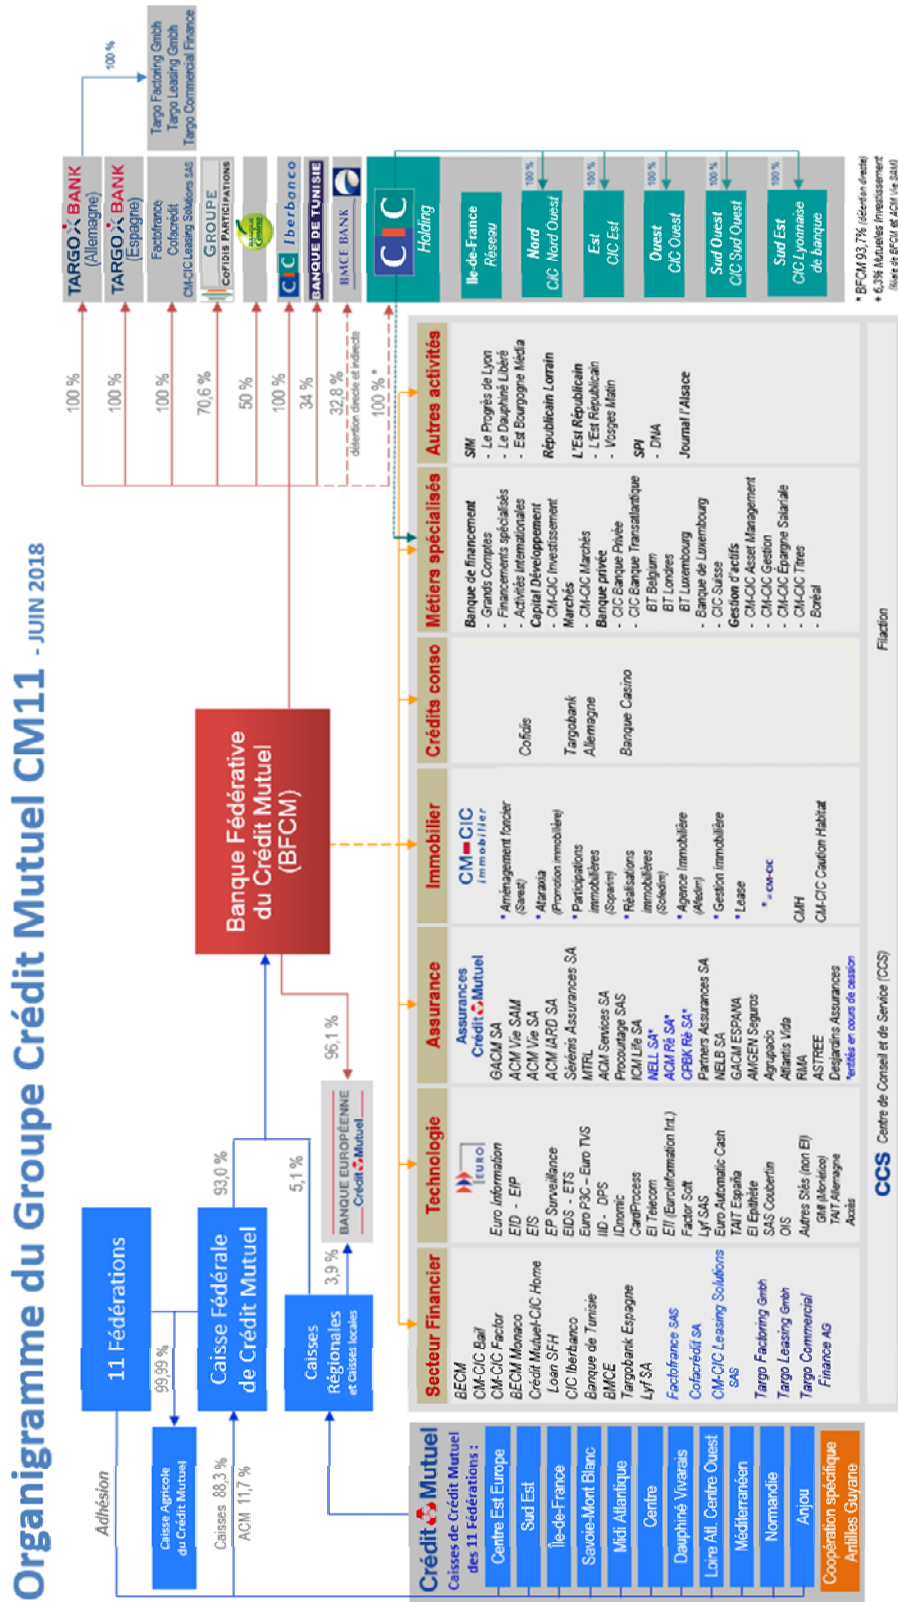 Organigramme du Groupe Crédit Mutuel CM11 - JUIN 2018
11 Fédérations
Adhésion
99,99 %
Caisse Agricole
du Crédit Mutuel
Caisse Fédérale
de Crédit Mutuel
Caisses 88,3 %
ACM 11,7 %
93,0 %
Caisses
Régionales
et Caisses locales
5,1 %
3,9 %
BANQUE EUROPÉENNE
Crédit Mutuel
96,1 %
Banque Fédérative
du Crédit Mutuel
(BFCM)
100 %
TARGO BANK
(Allemagne)
100 %
Targo Factoring Gmbh
Targo Leasing Gmbh
Targo Commercial Finance
100 %
TARGO BANK
(Espagne)
100 %
Factofrance
Cofacrédit
CM-CIC Leasing Solutions SAS
70,6 %
GROUPE
COFIDIS PARTICIPATIONS
50 %
100 %
CIC Iberbanco
34 %
BANQUE DE TUNISIE
32,8 %
BMCE BANK
détention directe et indirecte
100 % *
CIC
Holding
Ile-de-France
Réseau
100 %
Nord
CIC Nord Ouest
100 %
Est
CIC Est
100 %
Ouest
CIC Ouest
100 %
Sud Ouest
CIC Sud Ouest
100 %
Sud Est
CIC Lyonnaise
de banque
* BFCM 93,7% (détention directe)
+ 6,3% Mutuelles Investissement
(filiale de BFCM et ACM Vie SAM)
Crédit Mutuel
Caisses de Crédit Mutuel
des 11 Fédérations :
Centre Est Europe
Sud Est
Île-de-France
Savoie-Mont Blanc
Midi Atlantique
Centre
Dauphiné Vivarais
Loire Atl. Centre Ouest
Méditerranéen
Normandie
Anjou
Coopération spécifique
Antilles Guyane
Secteur Financier
BECM
CM-CIC Bail
CM-CIC Factor
BECM Monaco
Crédit Mutuel-CIC Home
Loan SFH
CIC Iberbanco
Banque de Tunisie
BMCE
Targobank Espagne
Lyf SA
Factofrance SAS
Cofacrédit SA
CM-CIC Leasing Solutions
SAS
Targo Factoring Gmbh
Targo Leasing Gmbh
Targo Commercial
Finance AG
Technologie
EURO
Euro Information
EID - EIP
EIS
EP Surveillance
EIDS - ETS
Euro P3C – Euro TVS
IID - DPS
IDnomic
CardProcess
EI Telecom
EII (Euroinformation Int.)
Factor Soft
Lyf SAS
Euro Automatic Cash
TAIT España
EI Epithète
SAS Coubertin
OIS
Autres Stés (non EI)
GMI (Monético)
TAIT Allemagne
Axxès
Assurance
Assurances
Crédit Mutuel
GACM SA
ACM Vie SAM
ACM Vie SA
ACM IARD SA
Sérénis Assurances SA
MTRL
ACM Services SA
Procourtage SAS
ICM Life SA
NELL SA*
ACM Ré SA*
CPBK Ré SA*
Partners Assurances SA
NELB SA
GACM ESPANA
AMGEN Seguros
Agrupacio
Atlantis Vida
RMA
ASTREE
Desjardins Assurances
*entités en cours de cession
Immobilier
CM-CIC
immobilier
* Aménagement foncier
(Sarest)
* Ataraxia
(Promotion immobilière)
* Participations
immobilières
(Soparim)
* Réalisations
immobilières
(Sofedim)
* Agence Immobilière
(Afedim)
* Gestion immobilière
* Lease
* CM-CIC
CMH
CM-CIC Caution Habitat
Crédits conso
Cofidis
Targobank
Allemagne
Banque Casino
Métiers spécialisés
Banque de financement
- Grands Comptes
- Financements spécialisés
- Activités Internationales
Capital Développement
- CM-CIC Investissement
Marchés
- CM-CIC Marchés
Banque privée
- CIC Banque Privée
- CIC Banque Transatlantique
BT Belgium
BT Londres
BT Luxembourg
- Banque de Luxembourg
- CIC Suisse
Gestion d'actifs
- CM-CIC Asset Management
- CM-CIC Gestion
- CM-CIC Épargne Salariale
- CM-CIC Titres
- Boréal
Autres activités
SIM
- Le Progrès de Lyon
- Le Dauphiné Libéré
- Est Bourgogne Média
Républicain Lorrain
L'Est Républicain
- L'Est Républicain
- Vosges Matin
SPI
- DNA
Journal l'Alsace
CCS Centre de Conseil et de Service (CCS)
Filaction